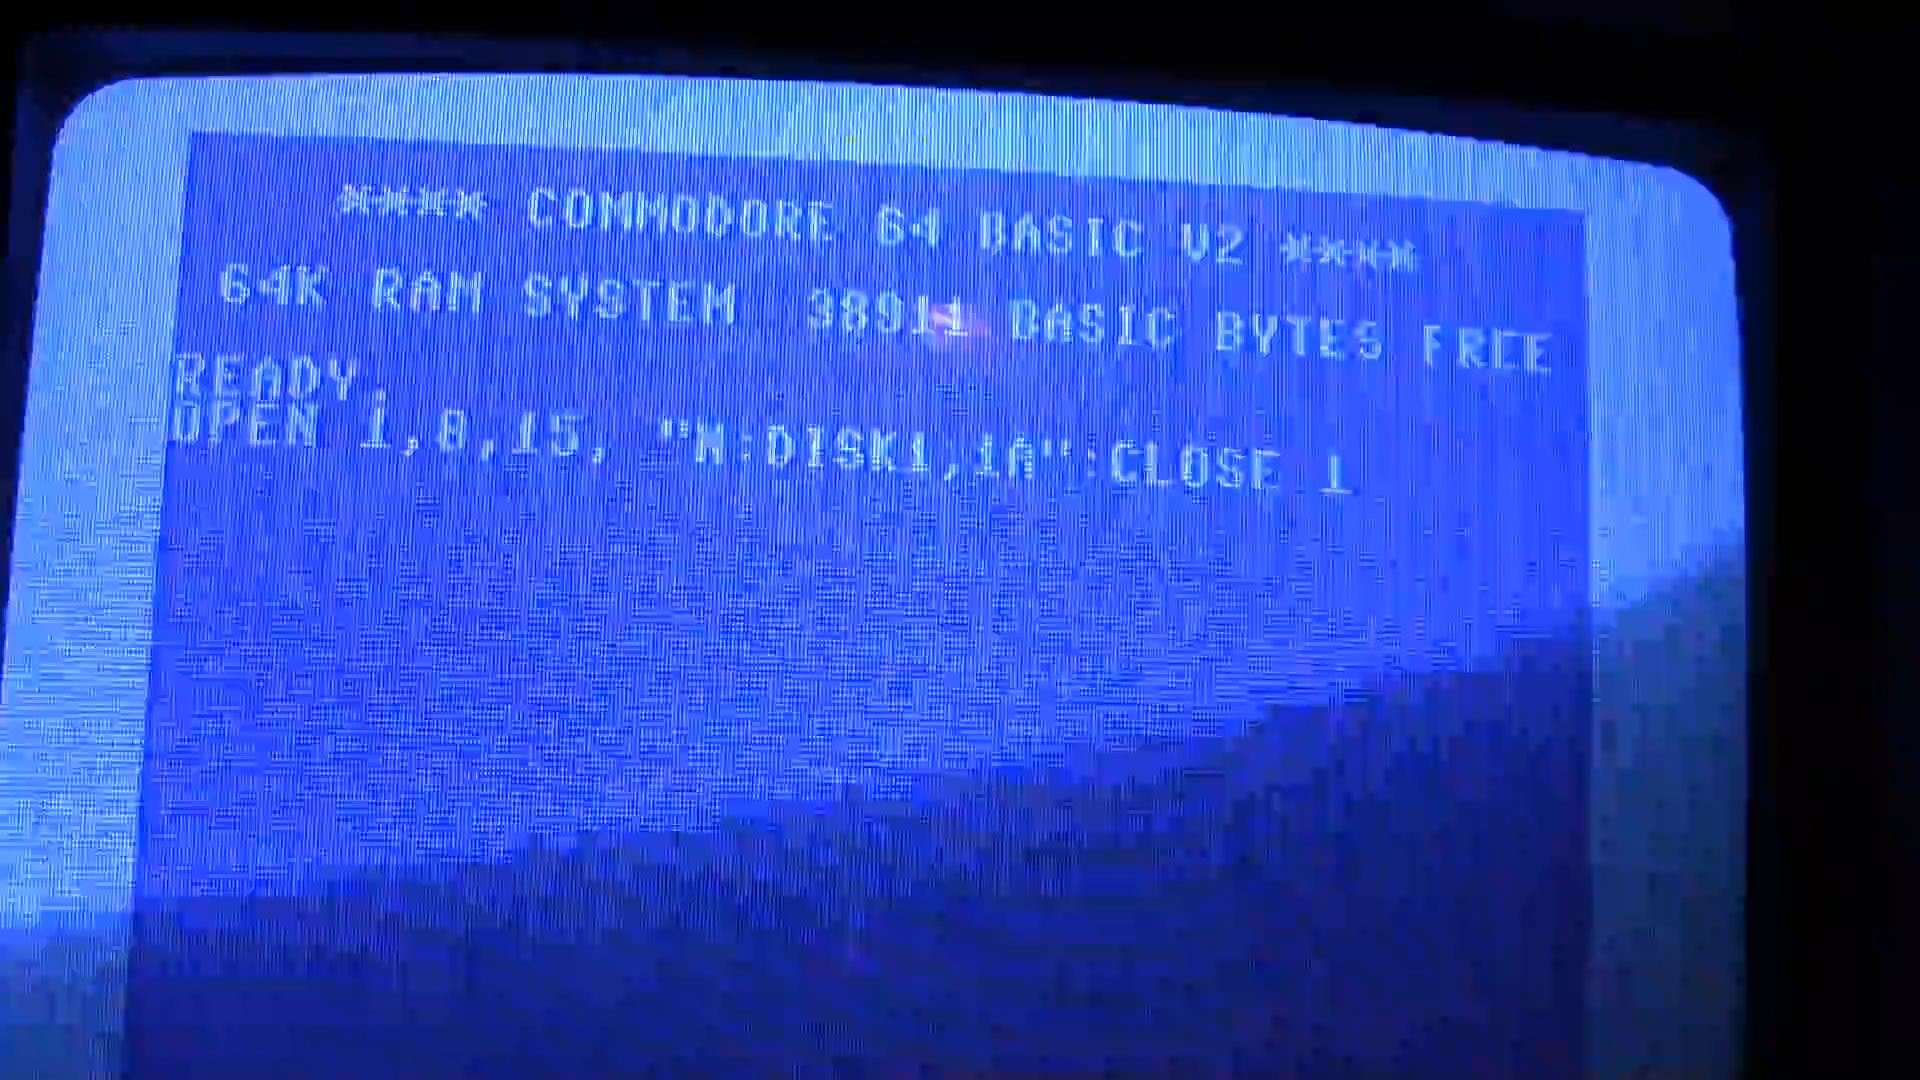 **** COMMODORE 64 BASIC V2 ****
64K RAM SYSTEM 38911 BASIC BYTES FREE
READY.
OPEN 1,8,15, "N:DISK1,1A":CLOSE 1